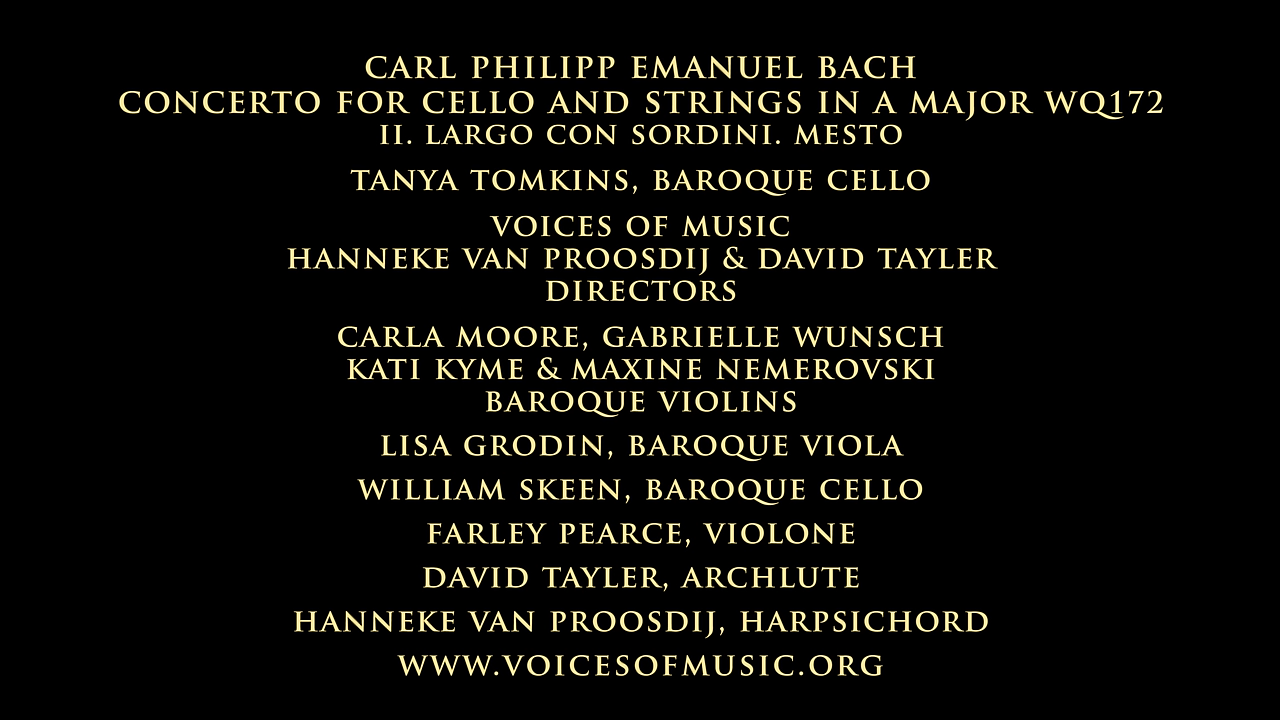 CARL PHILIPP EMANUEL BACH
CONCERTO FOR CELLO AND STRINGS IN A MAJOR WQ172
II. LARGO CON SORDINI. MESTO
TANYA TOMKINS, BAROQUE CELLO
VOICES OF MUSIC
HANNEKE VAN PROOSDIJ & DAVID TAYLER
DIRECTORS
CARLA MOORE, GABRIELLE WUNSCH
KATI KYME & MAXINE NEMEROVSKI
BAROQUE VIOLINS
LISA GRODIN, BAROQUE VIOLA
WILLIAM SKEEN, BAROQUE CELLO
FARLEY PEARCE, VIOLONE
DAVID TAYLER, ARCHLUTE
HANNEKE VAN PROOSDIJ, HARPSICHORD
WWW.VOICESOFMUSIC.ORG